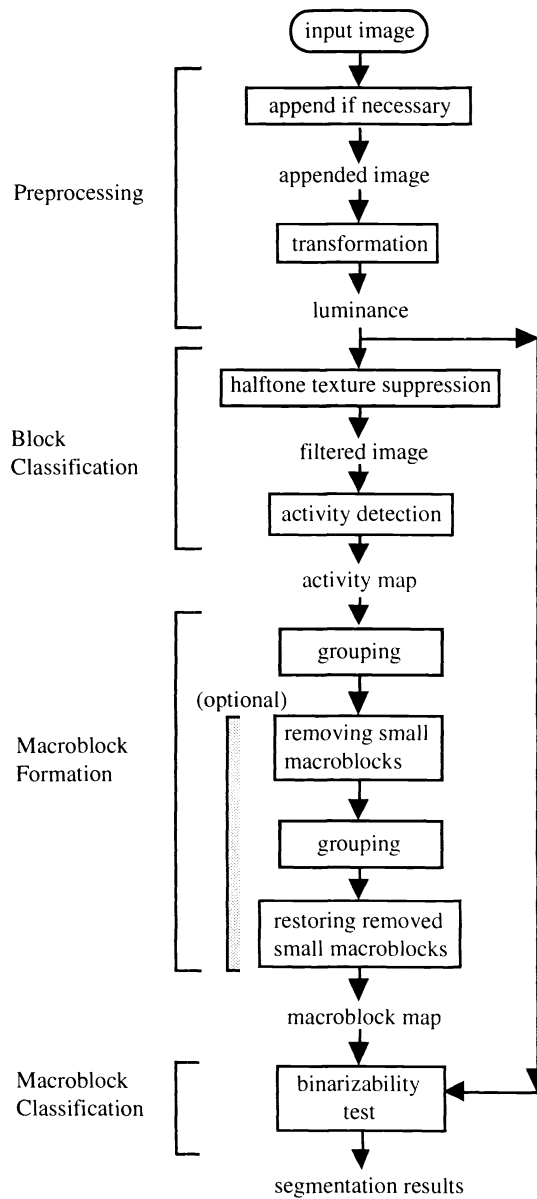 input image
append if necessary
appended image
Preprocessing
transformation
luminance
halftone texture suppression
Block
Classification
filtered image
activity detection
activity map
grouping
(optional)
removing small
macroblocks
Macroblock
Formation
grouping
restoring removed
small macroblocks
macroblock map
Macroblock
Classification
binarizability
test
segmentation results